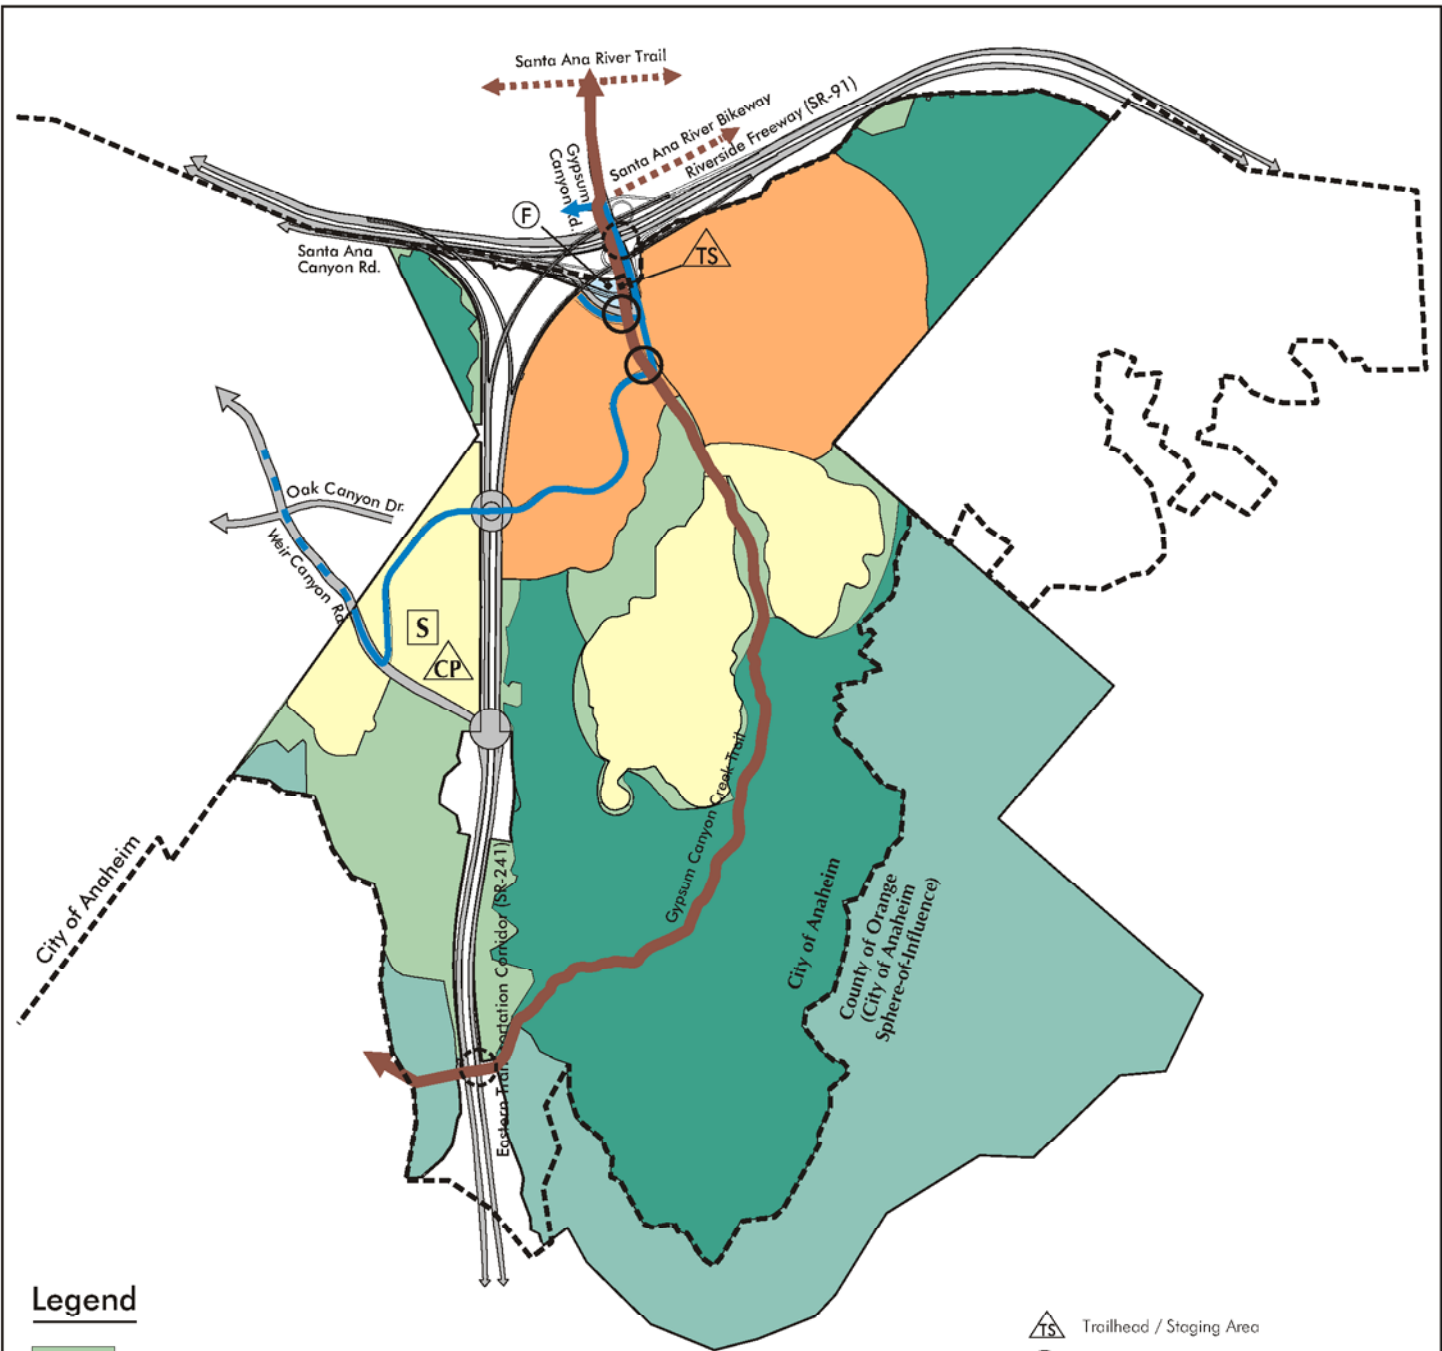 Santa Ana River Trail
Santa Ana River Bikeway
Riverside Freeway (SR-91)
Gypsum
Canyon Rd.
F
TS
Santa Ana
Canyon Rd.
Oak Canyon Dr.
Weir Canyon Rd.
S
CP
Gypsum Canyon Creek Trail
Eastern Transportation Corridor (SR-241)
City of Anaheim
City of Anaheim
County of Orange
(City of Anaheim
Sphere-of-Influence)
Legend
TS Trailhead / Staging Area